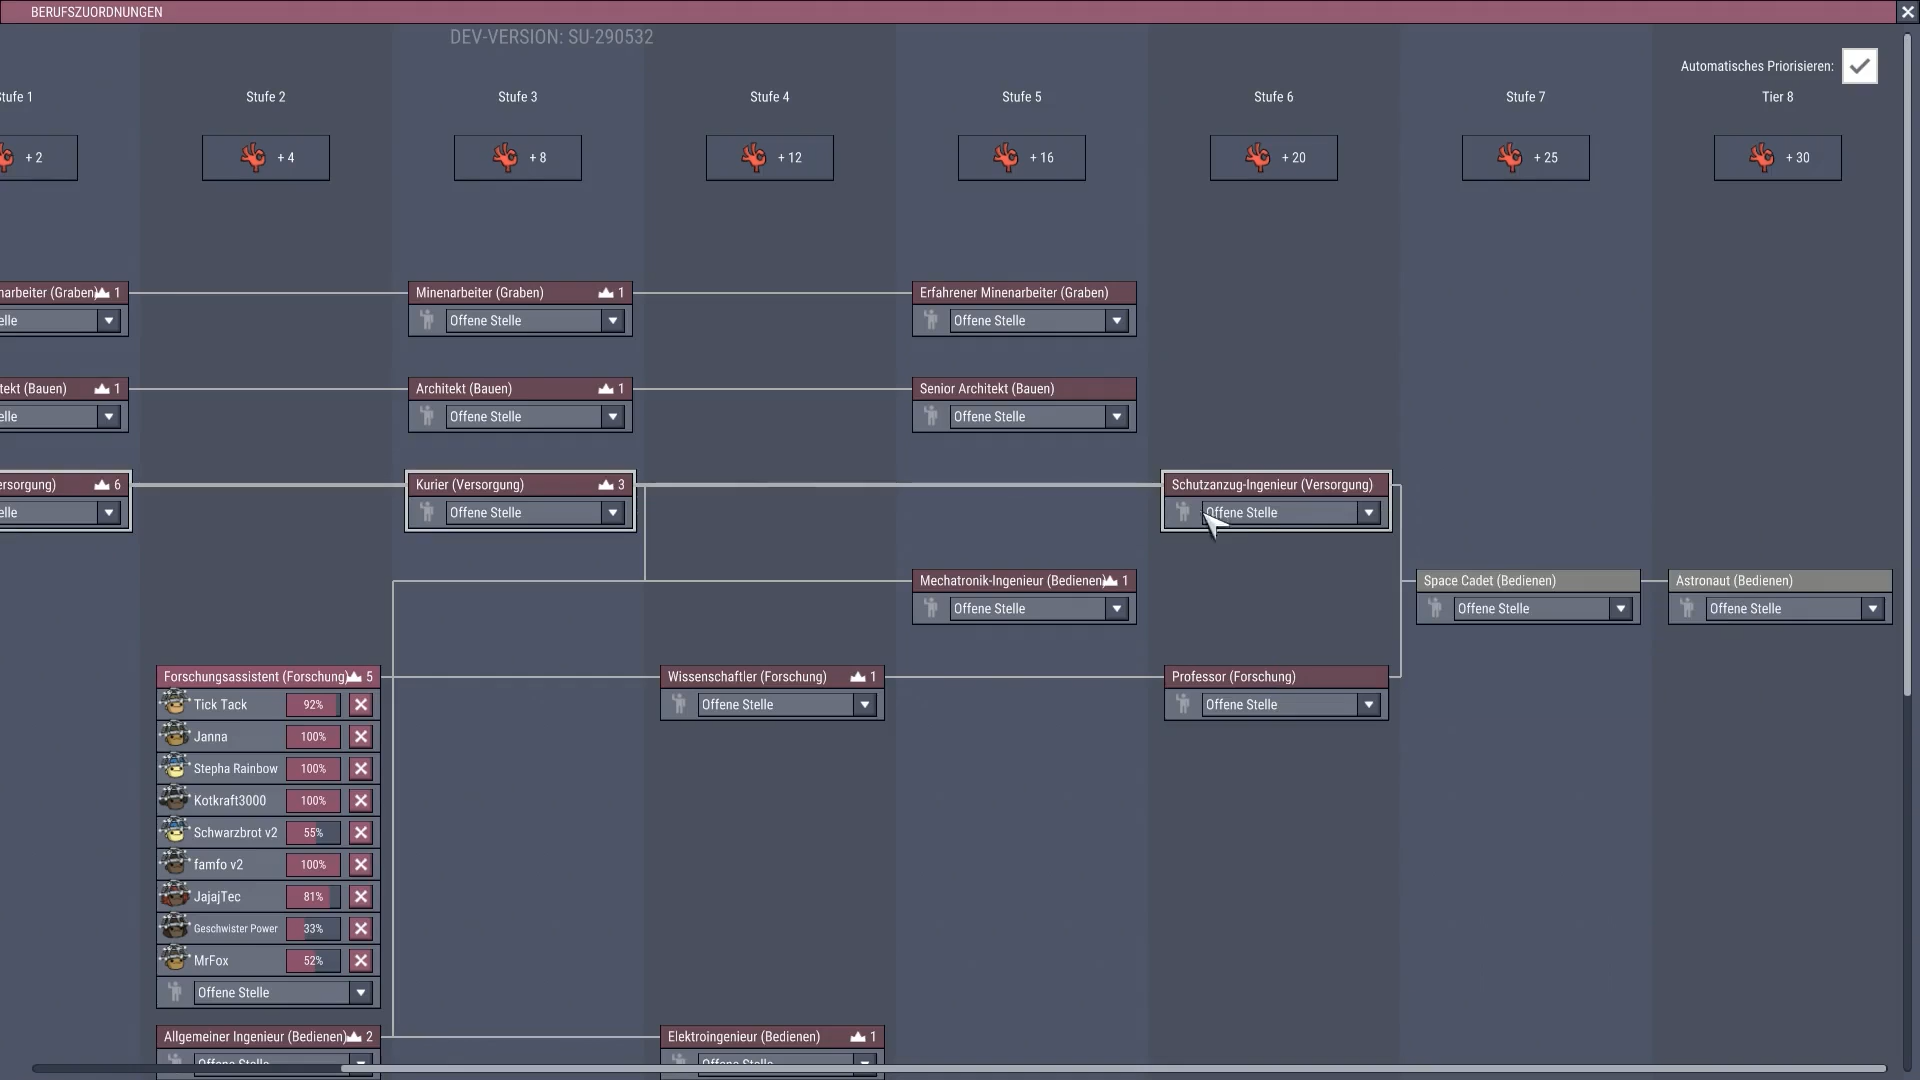 BERUFSZUORDNUNGEN
DEV-VERSION: SU-290532
Automatisches Priorisieren:
tufe 1
Stufe 2
Stufe 3
Stufe 4
Stufe 5
Stufe 6
Stufe 7
Tier 8
+ 2
+ 4
+ 8
+ 12
+ 16
+ 20
+ 25
+ 30
narbeiter (Graben) 1
Minenarbeiter (Graben) 1
Erfahrener Minenarbeiter (Graben)
elle
Offene Stelle
Offene Stelle
tekt (Bauen) 1
Architekt (Bauen) 1
Senior Architekt (Bauen)
elle
Offene Stelle
Offene Stelle
ersorgung) 6
Kurier (Versorgung) 3
Schutzanzug-Ingenieur (Versorgung)
elle
Offene Stelle
Offene Stelle
Mechatronik-Ingenieur (Bedienen) 1
Space Cadet (Bedienen)
Astronaut (Bedienen)
Offene Stelle
Offene Stelle
Offene Stelle
Forschungsassistent (Forschung) 5
Wissenschaftler (Forschung) 1
Professor (Forschung)
Tick Tack 92%
Offene Stelle
Offene Stelle
Janna 100%
Stepha Rainbow 100%
Kotkraft3000 100%
Schwarzbrot v2 55%
famfo v2 100%
JajajTec 81%
Geschwister Power 33%
MrFox 52%
Offene Stelle
Allgemeiner Ingenieur (Bedienen) 2
Elektroingenieur (Bedienen) 1
Offene Stelle
Offene Stelle